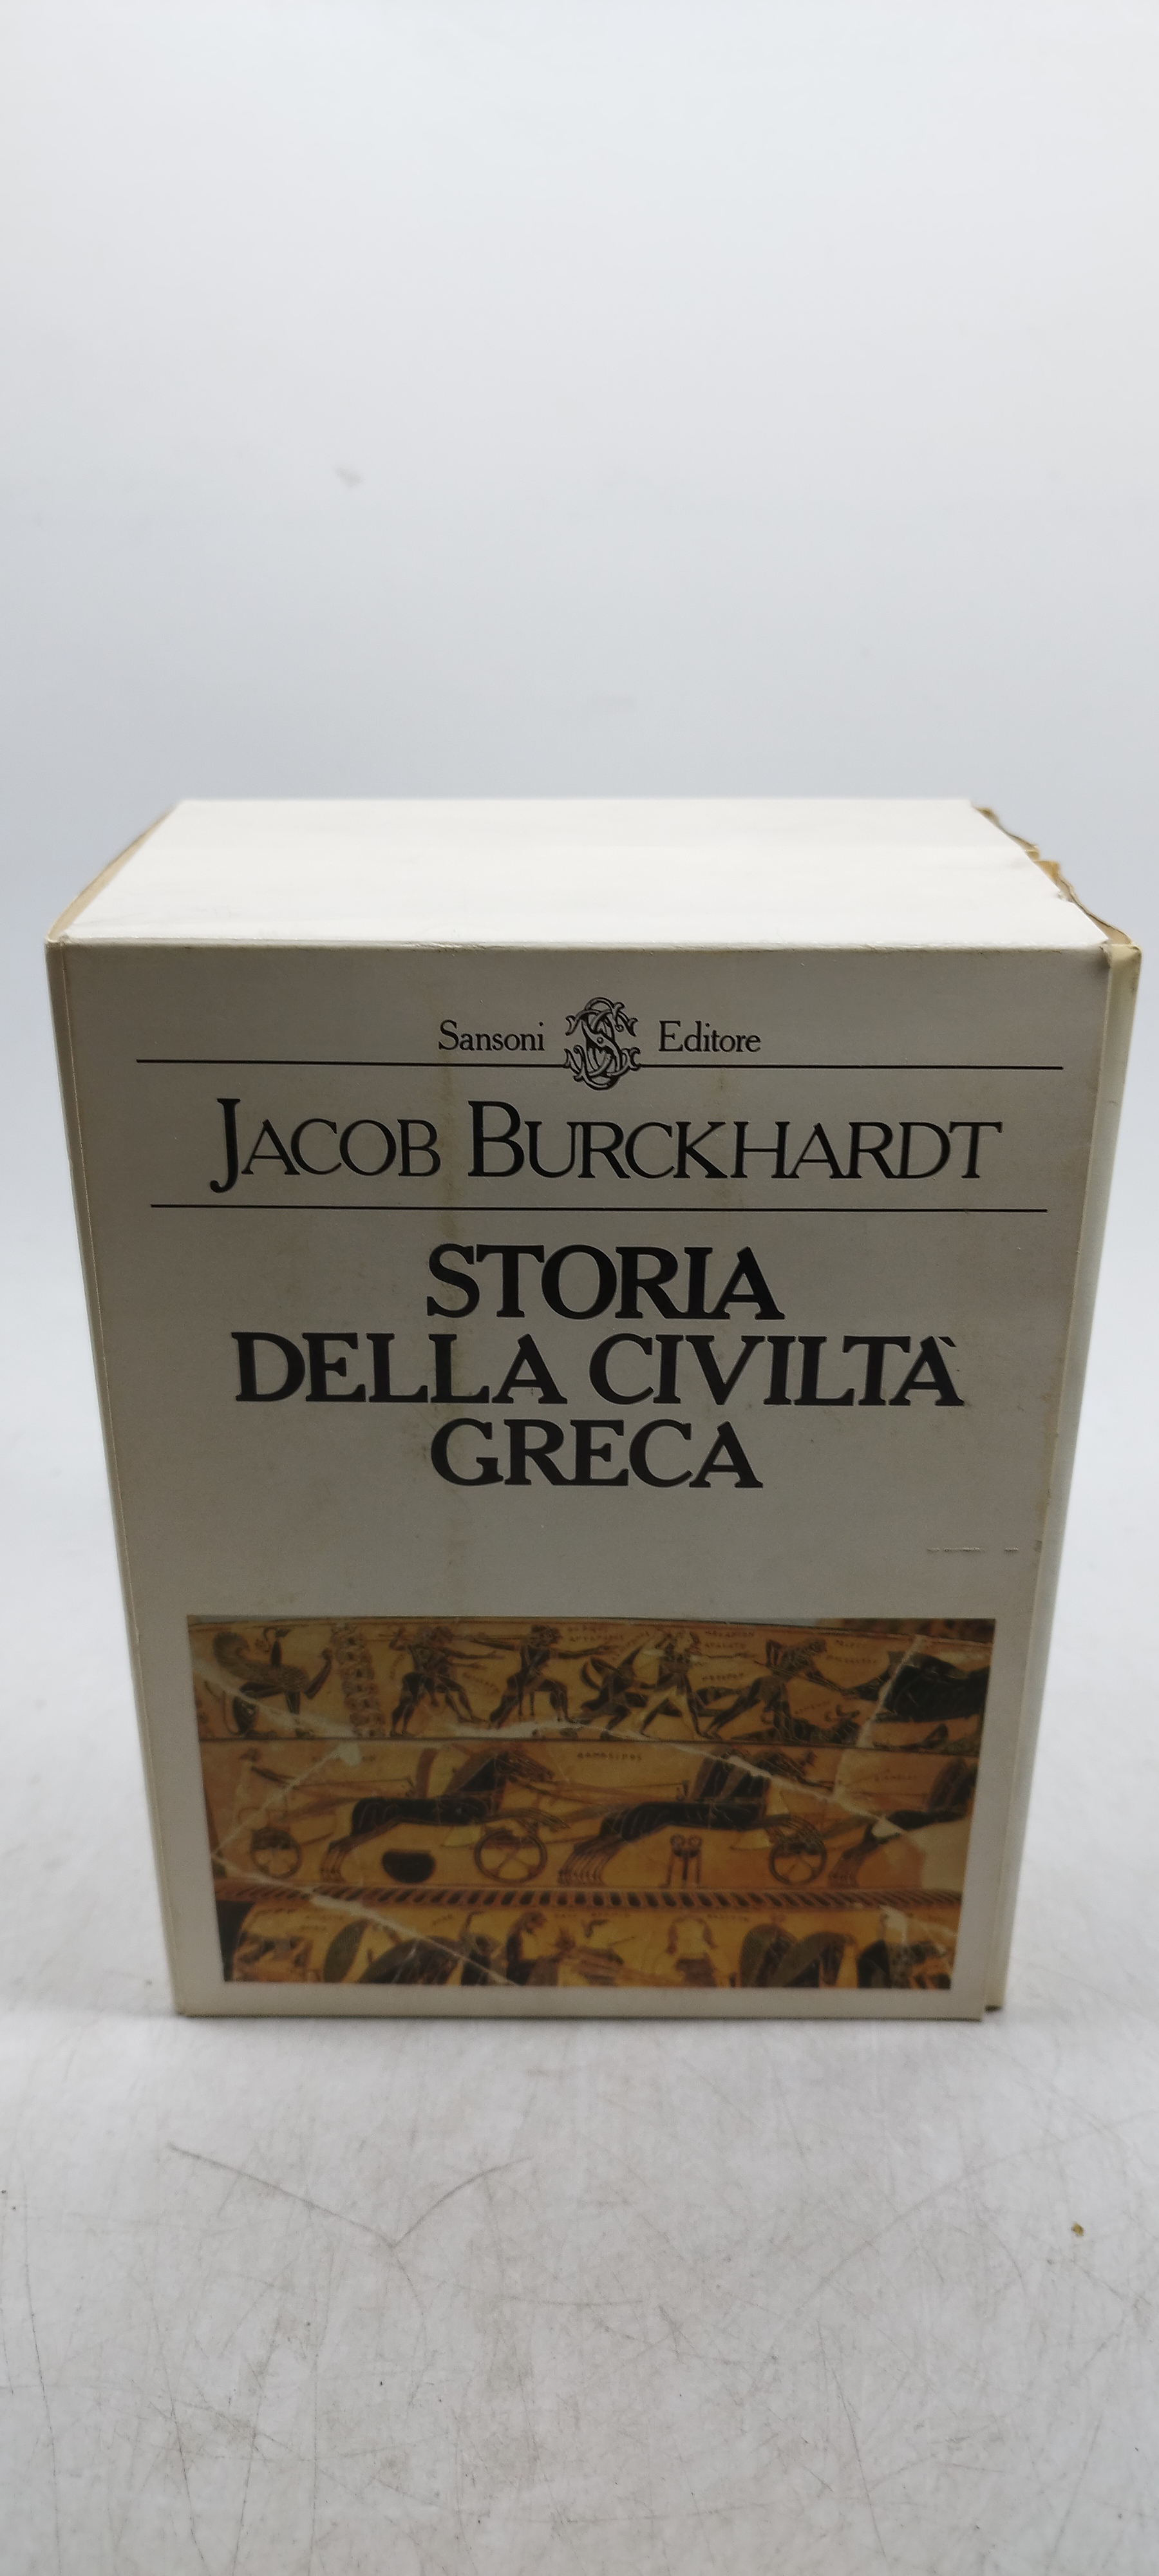 Sansoni Editore
JACOB BURCKHARDT
STORIA
DELLA CIVILTÀ
GRECA